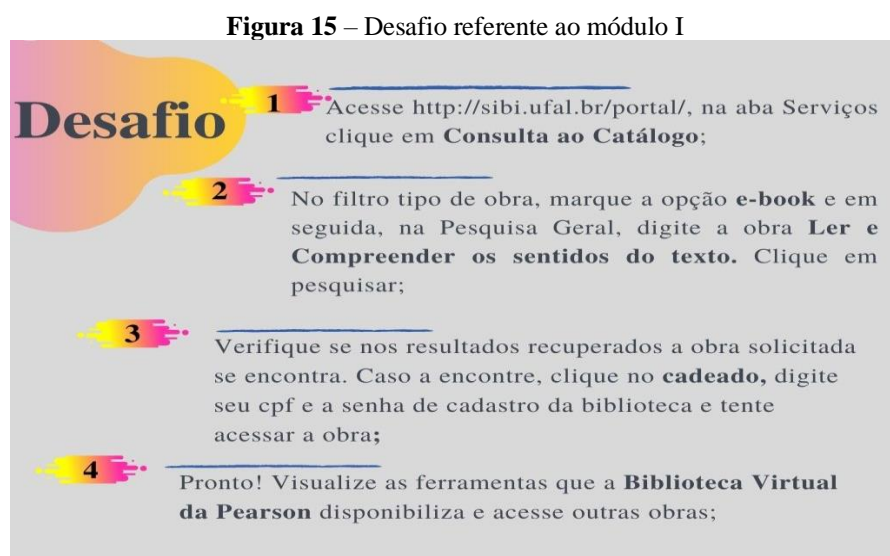 Figura 15 – Desafio referente ao módulo I
Desafio
1
Acesse http://sibi.ufal.br/portal/, na aba Serviços
clique em Consulta ao Catálogo;
2
No filtro tipo de obra, marque a opção e-book e em
seguida, na Pesquisa Geral, digite a obra Ler e
Compreender os sentidos do texto. Clique em
pesquisar;
3
Verifique se nos resultados recuperados a obra solicitada
se encontra. Caso a encontre, clique no cadeado, digite
seu cpf e a senha de cadastro da biblioteca e tente
acessar a obra;
4
Pronto! Visualize as ferramentas que a Biblioteca Virtual
da Pearson disponibiliza e acesse outras obras;